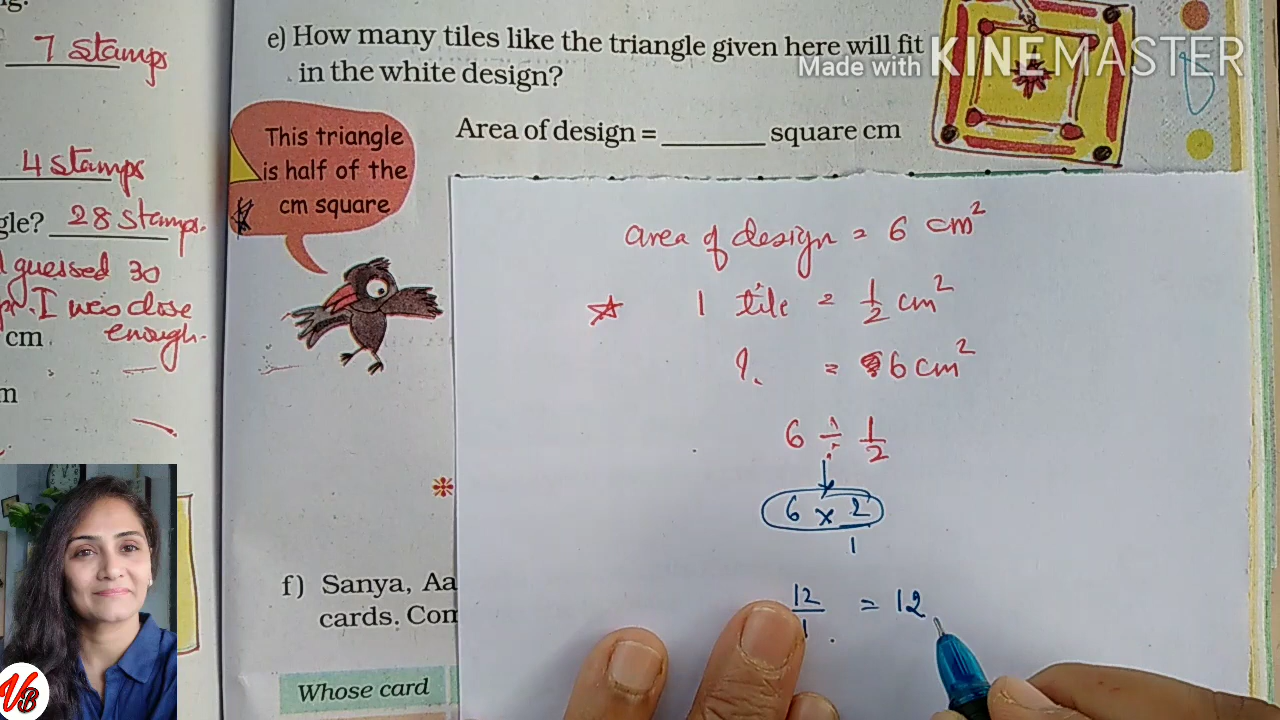 7 stamps
4 stamps
gle? 28 stamps.
guessed 30
I was close
cm enough.
e) How many tiles like the triangle given here will fit
in the white design?
Made with KINEMASTER
Area of design = ______ square cm
This triangle
is half of the
cm square
area of design = 6 cm²
1 tile = 1/2 cm²
?. = 6 cm²
6 ÷ 1/2
6 × 2/1
12/1 = 12
f) Sanya, Aa
cards. Com
Whose card
VB